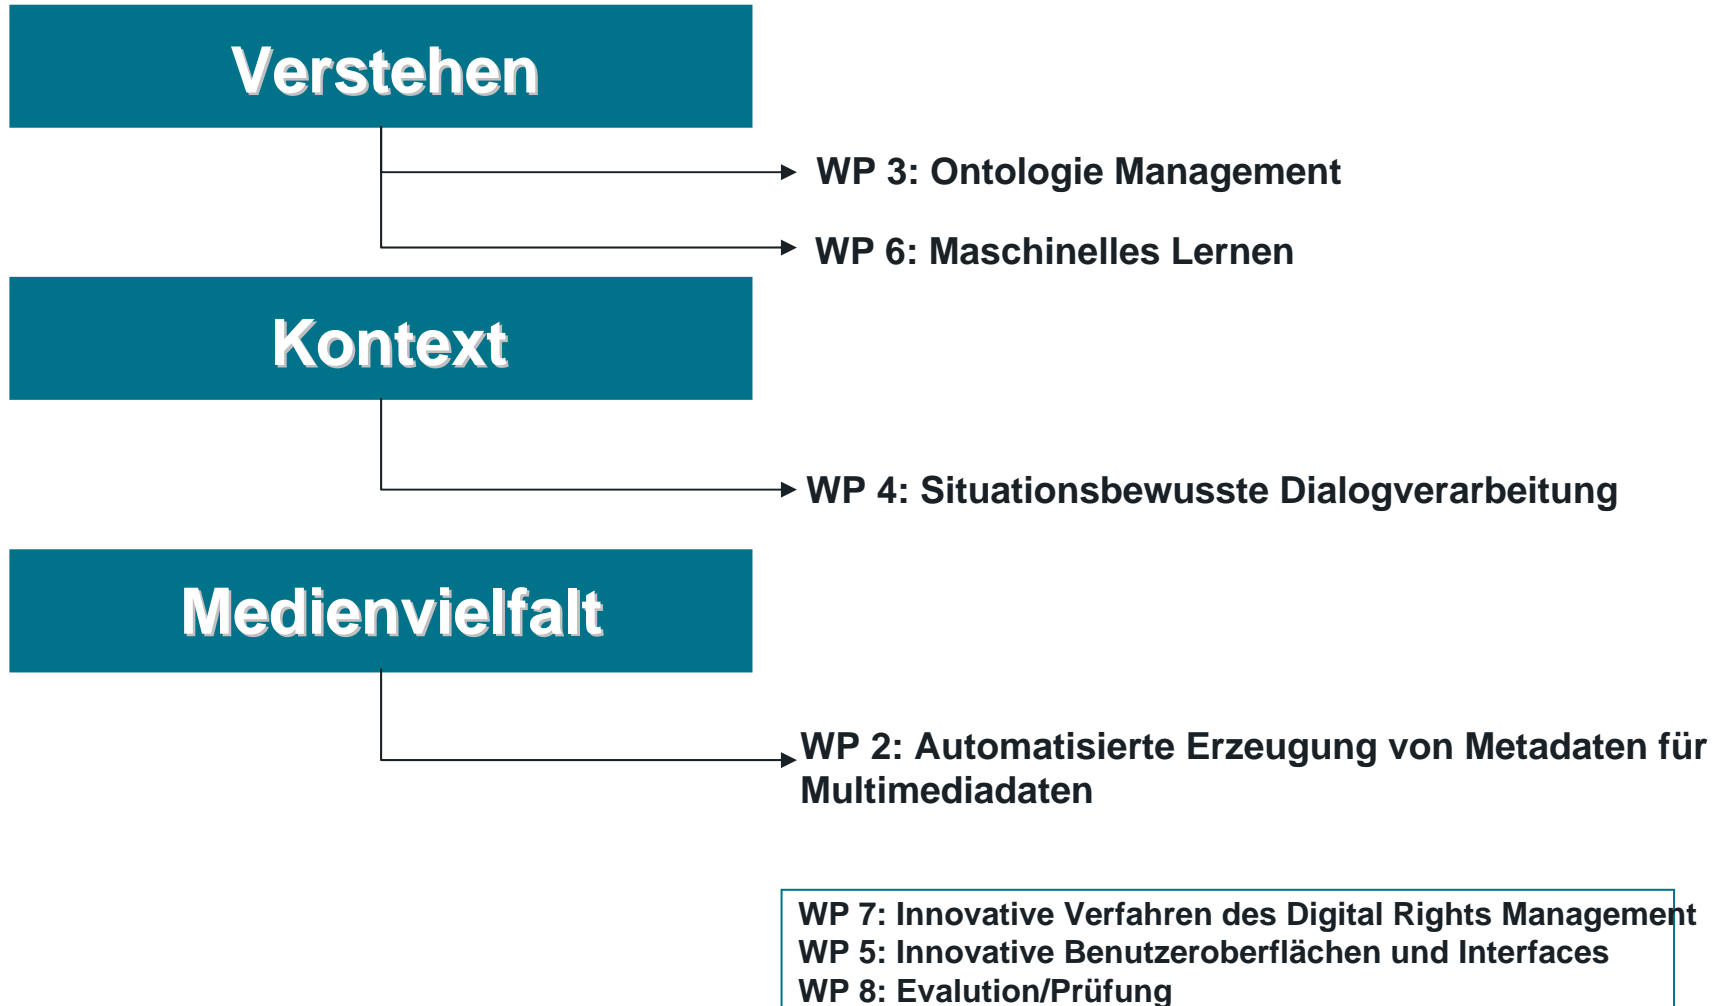 Verstehen
WP 3: Ontologie Management
WP 6: Maschinelles Lernen
Kontext
WP 4: Situationsbewusste Dialogverarbeitung
Medienvielfalt
WP 2: Automatisierte Erzeugung von Metadaten für
Multimediadaten
WP 7: Innovative Verfahren des Digital Rights Management
WP 5: Innovative Benutzeroberflächen und Interfaces
WP 8: Evalution/Prüfung